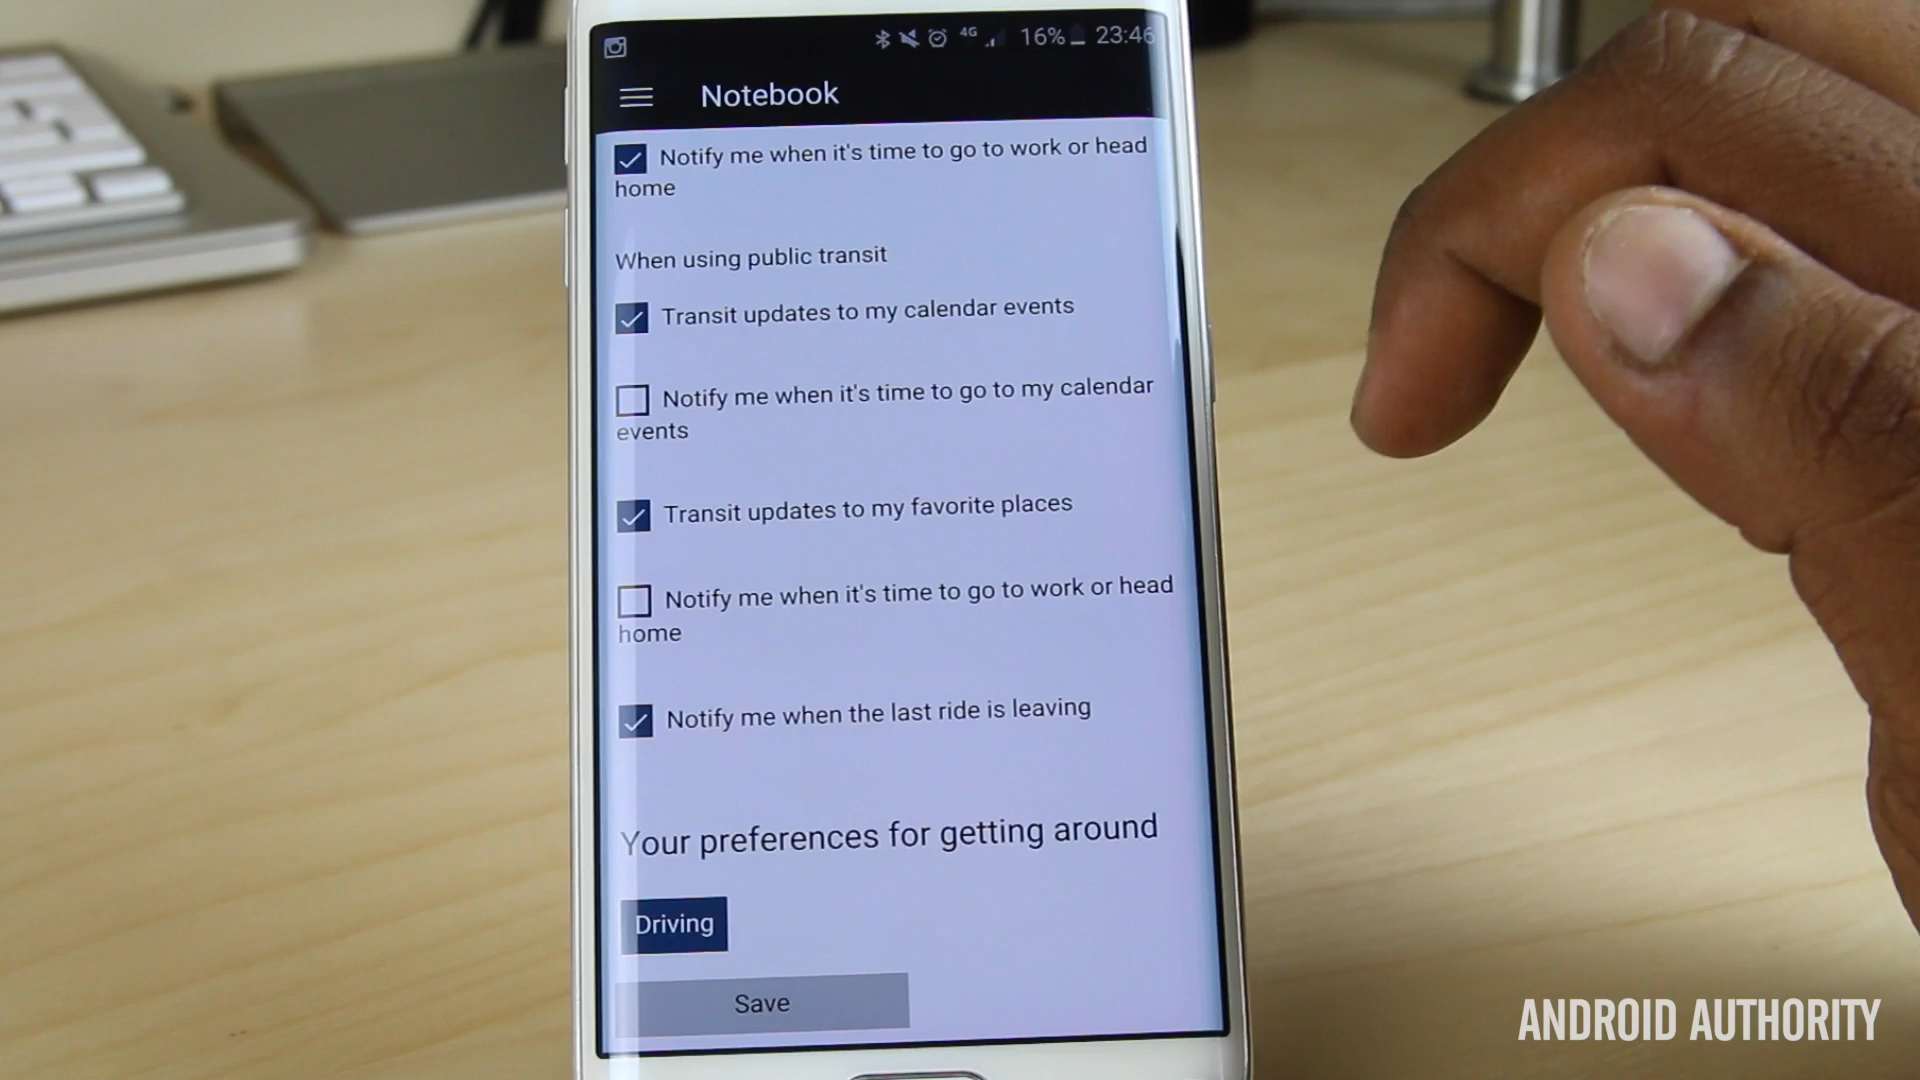 4G 16% 23:46
Notebook
Notify me when it's time to go to work or head
home
When using public transit
Transit updates to my calendar events
Notify me when it's time to go to my calendar
events
Transit updates to my favorite places
Notify me when it's time to go to work or head
home
Notify me when the last ride is leaving
Your preferences for getting around
Driving
Save
ANDROID AUTHORITY